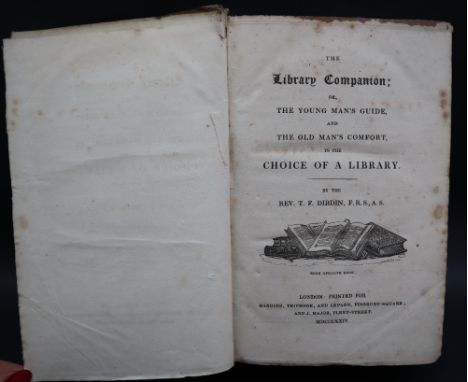 THE
Library Companion;
OR,
THE YOUNG MAN'S GUIDE,
AND
THE OLD MAN'S COMFORT,
IN THE
CHOICE OF A LIBRARY.
BY THE
REV. T. F. DIBDIN, F.R.S., A.S.
LONDON: PRINTED FOR
HARDING, TRIPHOOK, AND LEPARD, FINSBURY-SQUARE;
AND J. MAJOR, FLEET-STREET.
MDCCCXXIV.